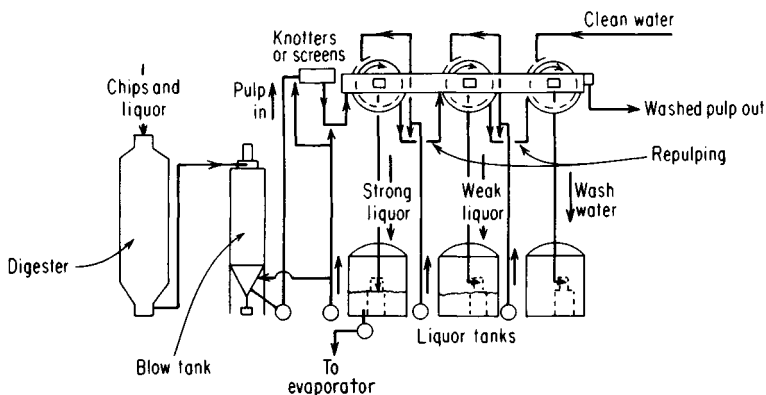 Clean water
Knotters
or screens
Chips and
liquor
Pulp
in
Washed pulp out
Repulping
Strong
liquor
Weak
liquor
Wash
water
Digester
Blow tank
Liquor tanks
To
evaporator